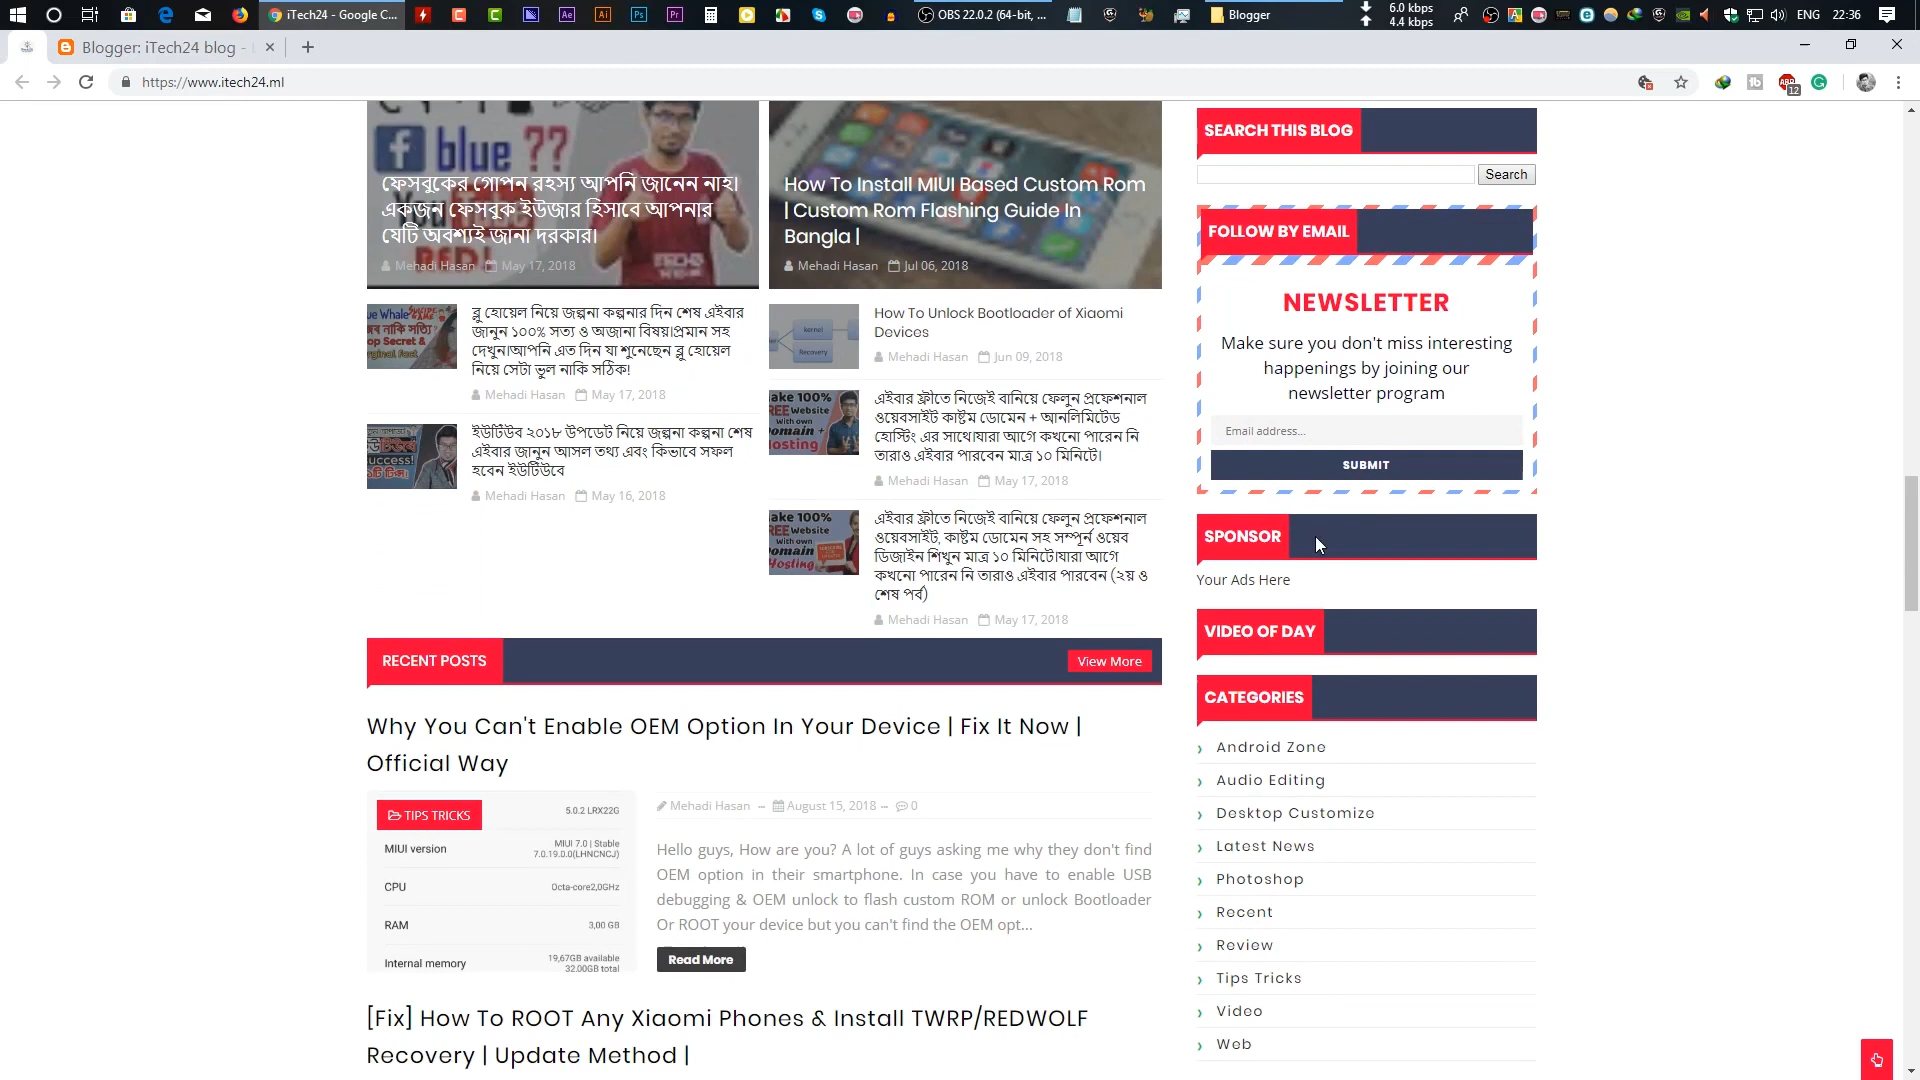 iTech24 - Google C...
OBS 22.0.2 (64-bit, ...
Blogger
6.0 kbps
4.4 kbps
ENG
22:36
Blogger: iTech24 blog -
https://www.itech24.ml
12
blue ??
ফেসবুকের গোপন রহস্য আপনি জানেন নাহ।
একজন ফেসবুক ইউজার হিসাবে আপনার
যেটি অবশ্যই জানা দরকার।
Mehadi Hasan May 17, 2018
How To Install MIUI Based Custom Rom
| Custom Rom Flashing Guide In
Bangla |
Mehadi Hasan Jul 06, 2018
ব্লু হোয়েল নিয়ে জল্পনা কল্পনার দিন শেষ এইবার
জানুন ১০০% সত্য ও অজানা বিষয়।প্রমান সহ
দেখুন।আপনি এত দিন যা শুনেছেন ব্লু হোয়েল
নিয়ে সেটা ভুল নাকি সঠিক!
Mehadi Hasan May 17, 2018
ইউটিউব ২০১৮ উপডেট নিয়ে জল্পনা কল্পনা শেষ
এইবার জানুন আসল তথ্য এবং কিভাবে সফল
হবেন ইউটিউবে
Mehadi Hasan May 16, 2018
kernel
Recovery
How To Unlock Bootloader of Xiaomi
Devices
Mehadi Hasan Jun 09, 2018
এইবার ফ্রীতে নিজেই বানিয়ে ফেলুন প্রফেশনাল
ওয়েবসাইট কাষ্টম ডোমেন + আনলিমিটেড
হোস্টিং এর সাথে।যারা আগে কখনো পারেন নি
তারাও এইবার পারবেন মাত্র ১০ মিনিটে।
Mehadi Hasan May 17, 2018
এইবার ফ্রীতে নিজেই বানিয়ে ফেলুন প্রফেশনাল
ওয়েবসাইট, কাষ্টম ডোমেন সহ সম্পূর্ন ওয়েব
ডিজাইন শিখুন মাত্র ১০ মিনিটে।যারা আগে
কখনো পারেন নি তারাও এইবার পারবেন (২য় ও
শেষ পর্ব)
Mehadi Hasan May 17, 2018
RECENT POSTS
View More
Why You Can't Enable OEM Option In Your Device | Fix It Now |
Official Way
TIPS TRICKS
5.0.2 LRX22G
MIUI version
MIUI 7.0 | Stable
7.0.19.0.0(LHNCNCJ)
CPU
Octa-core2,0GHz
RAM
3,00 GB
Internal memory
19,67GB available
32,00GB total
Mehadi Hasan – August 15, 2018 – 0
Hello guys, How are you? A lot of guys asking me why they don't find
OEM option in their smartphone. In case you have to enable USB
debugging & OEM unlock to flash custom ROM or unlock Bootloader
Or ROOT your device but you can't find the OEM opt...
Read More
[Fix] How To ROOT Any Xiaomi Phones & Install TWRP/REDWOLF
Recovery | Update Method |
SEARCH THIS BLOG
Search
FOLLOW BY EMAIL
NEWSLETTER
Make sure you don't miss interesting
happenings by joining our
newsletter program
Email address...
SUBMIT
SPONSOR
Your Ads Here
VIDEO OF DAY
CATEGORIES
Android Zone
Audio Editing
Desktop Customize
Latest News
Photoshop
Recent
Review
Tips Tricks
Video
Web